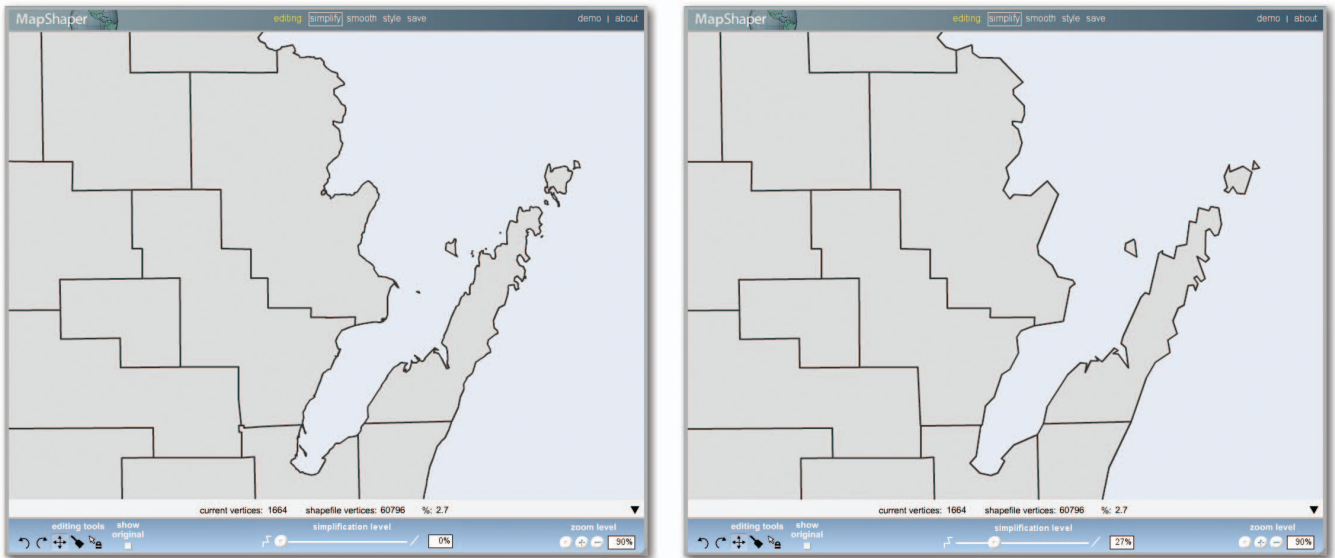 MapShaper editing: simplify smooth style save demo | about
current vertices: 1664 shapefile vertices: 60796 %: 2.7
editing tools show original simplification level 0% zoom level 90%
MapShaper editing: simplify smooth style save demo | about
current vertices: 1664 shapefile vertices: 60796 %: 2.7
editing tools show original simplification level 27% zoom level 90%